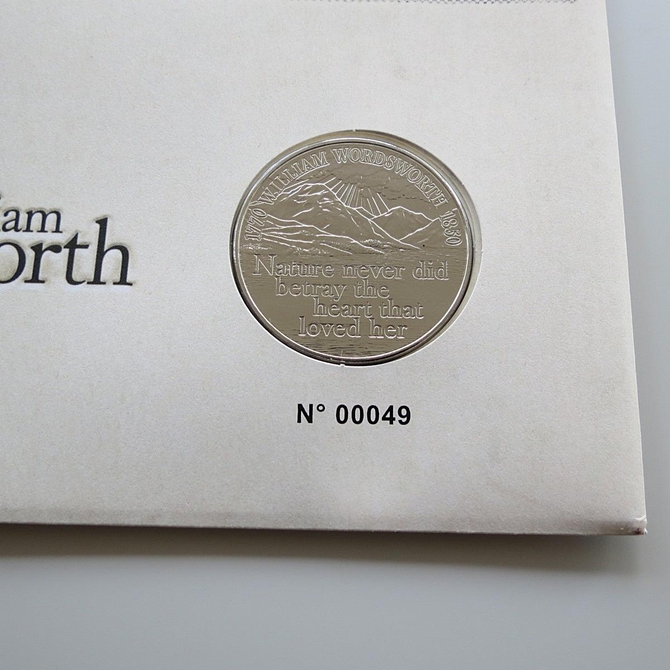 iam
orth
1770 WILLIAM WORDSWORTH 1850
Nature never did
betray the
heart that
loved her
N° 00049